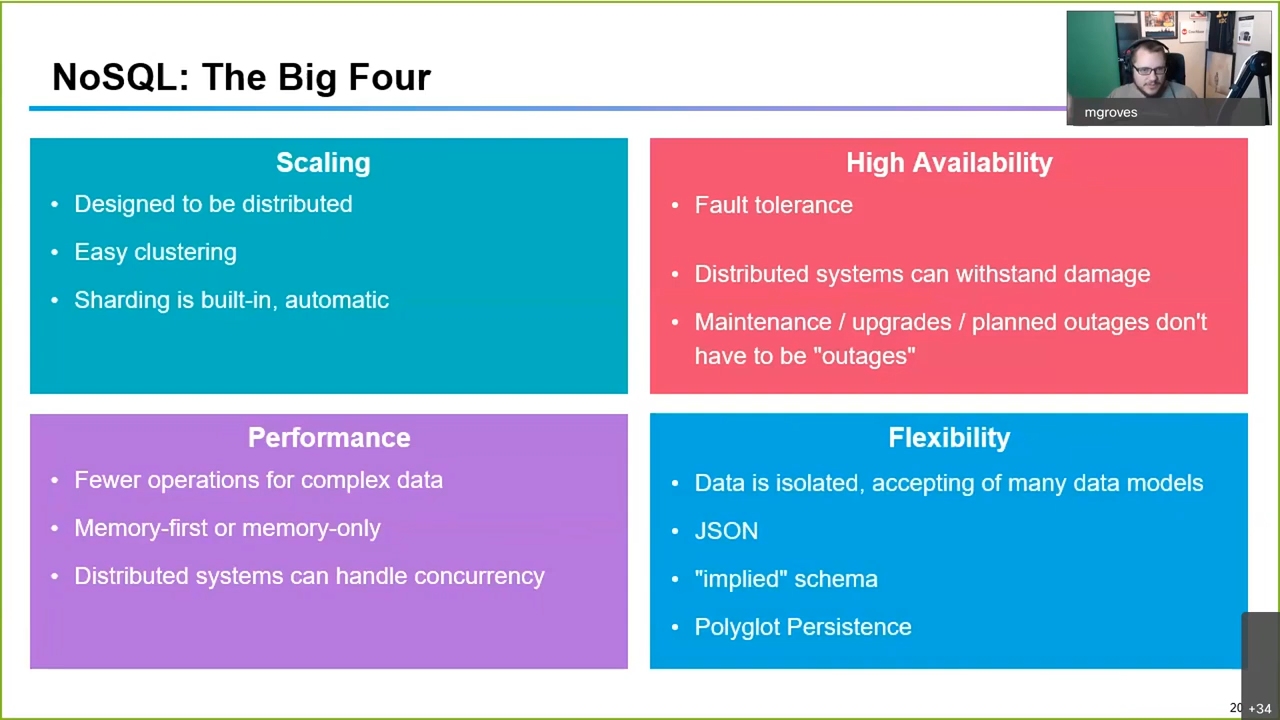 NoSQL: The Big Four
mgroves
Scaling
• Designed to be distributed
• Easy clustering
• Sharding is built-in, automatic
High Availability
• Fault tolerance
• Distributed systems can withstand damage
• Maintenance / upgrades / planned outages don't
have to be "outages"
Performance
• Fewer operations for complex data
• Memory-first or memory-only
• Distributed systems can handle concurrency
Flexibility
• Data is isolated, accepting of many data models
• JSON
• "implied" schema
• Polyglot Persistence
20
+34